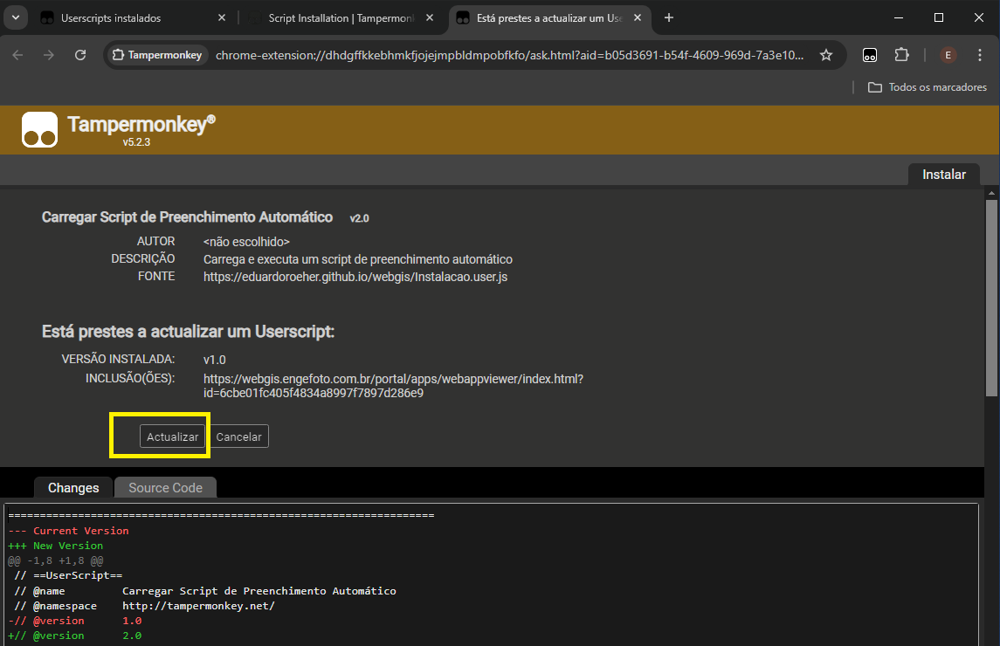 Userscripts instalados
Script Installation | Tampermonk
Está prestes a actualizar um Use
Tampermonkey
chrome-extension://dhdgffkkebhmkfjojejmpbldmpobfkfo/ask.html?aid=b05d3691-b54f-4609-969d-7a3e10...
E
Todos os marcadores
Tampermonkey®
v5.2.3
Instalar
Carregar Script de Preenchimento Automático v2.0
AUTOR <não escolhido>
DESCRIÇÃO Carrega e executa um script de preenchimento automático
FONTE https://eduardoroeher.github.io/webgis/Instalacao.user.js
Está prestes a actualizar um Userscript:
VERSÃO INSTALADA: v1.0
INCLUSÃO(ÕES): https://webgis.engefoto.com.br/portal/apps/webappviewer/index.html?
id=6cbe01fc405f4834a8997f7897d286e9
Actualizar Cancelar
Changes Source Code
===================================================================
--- Current Version
+++ New Version
@@ -1,8 +1,8 @@
// ==UserScript==
// @name Carregar Script de Preenchimento Automático
// @namespace http://tampermonkey.net/
-// @version 1.0
+// @version 2.0